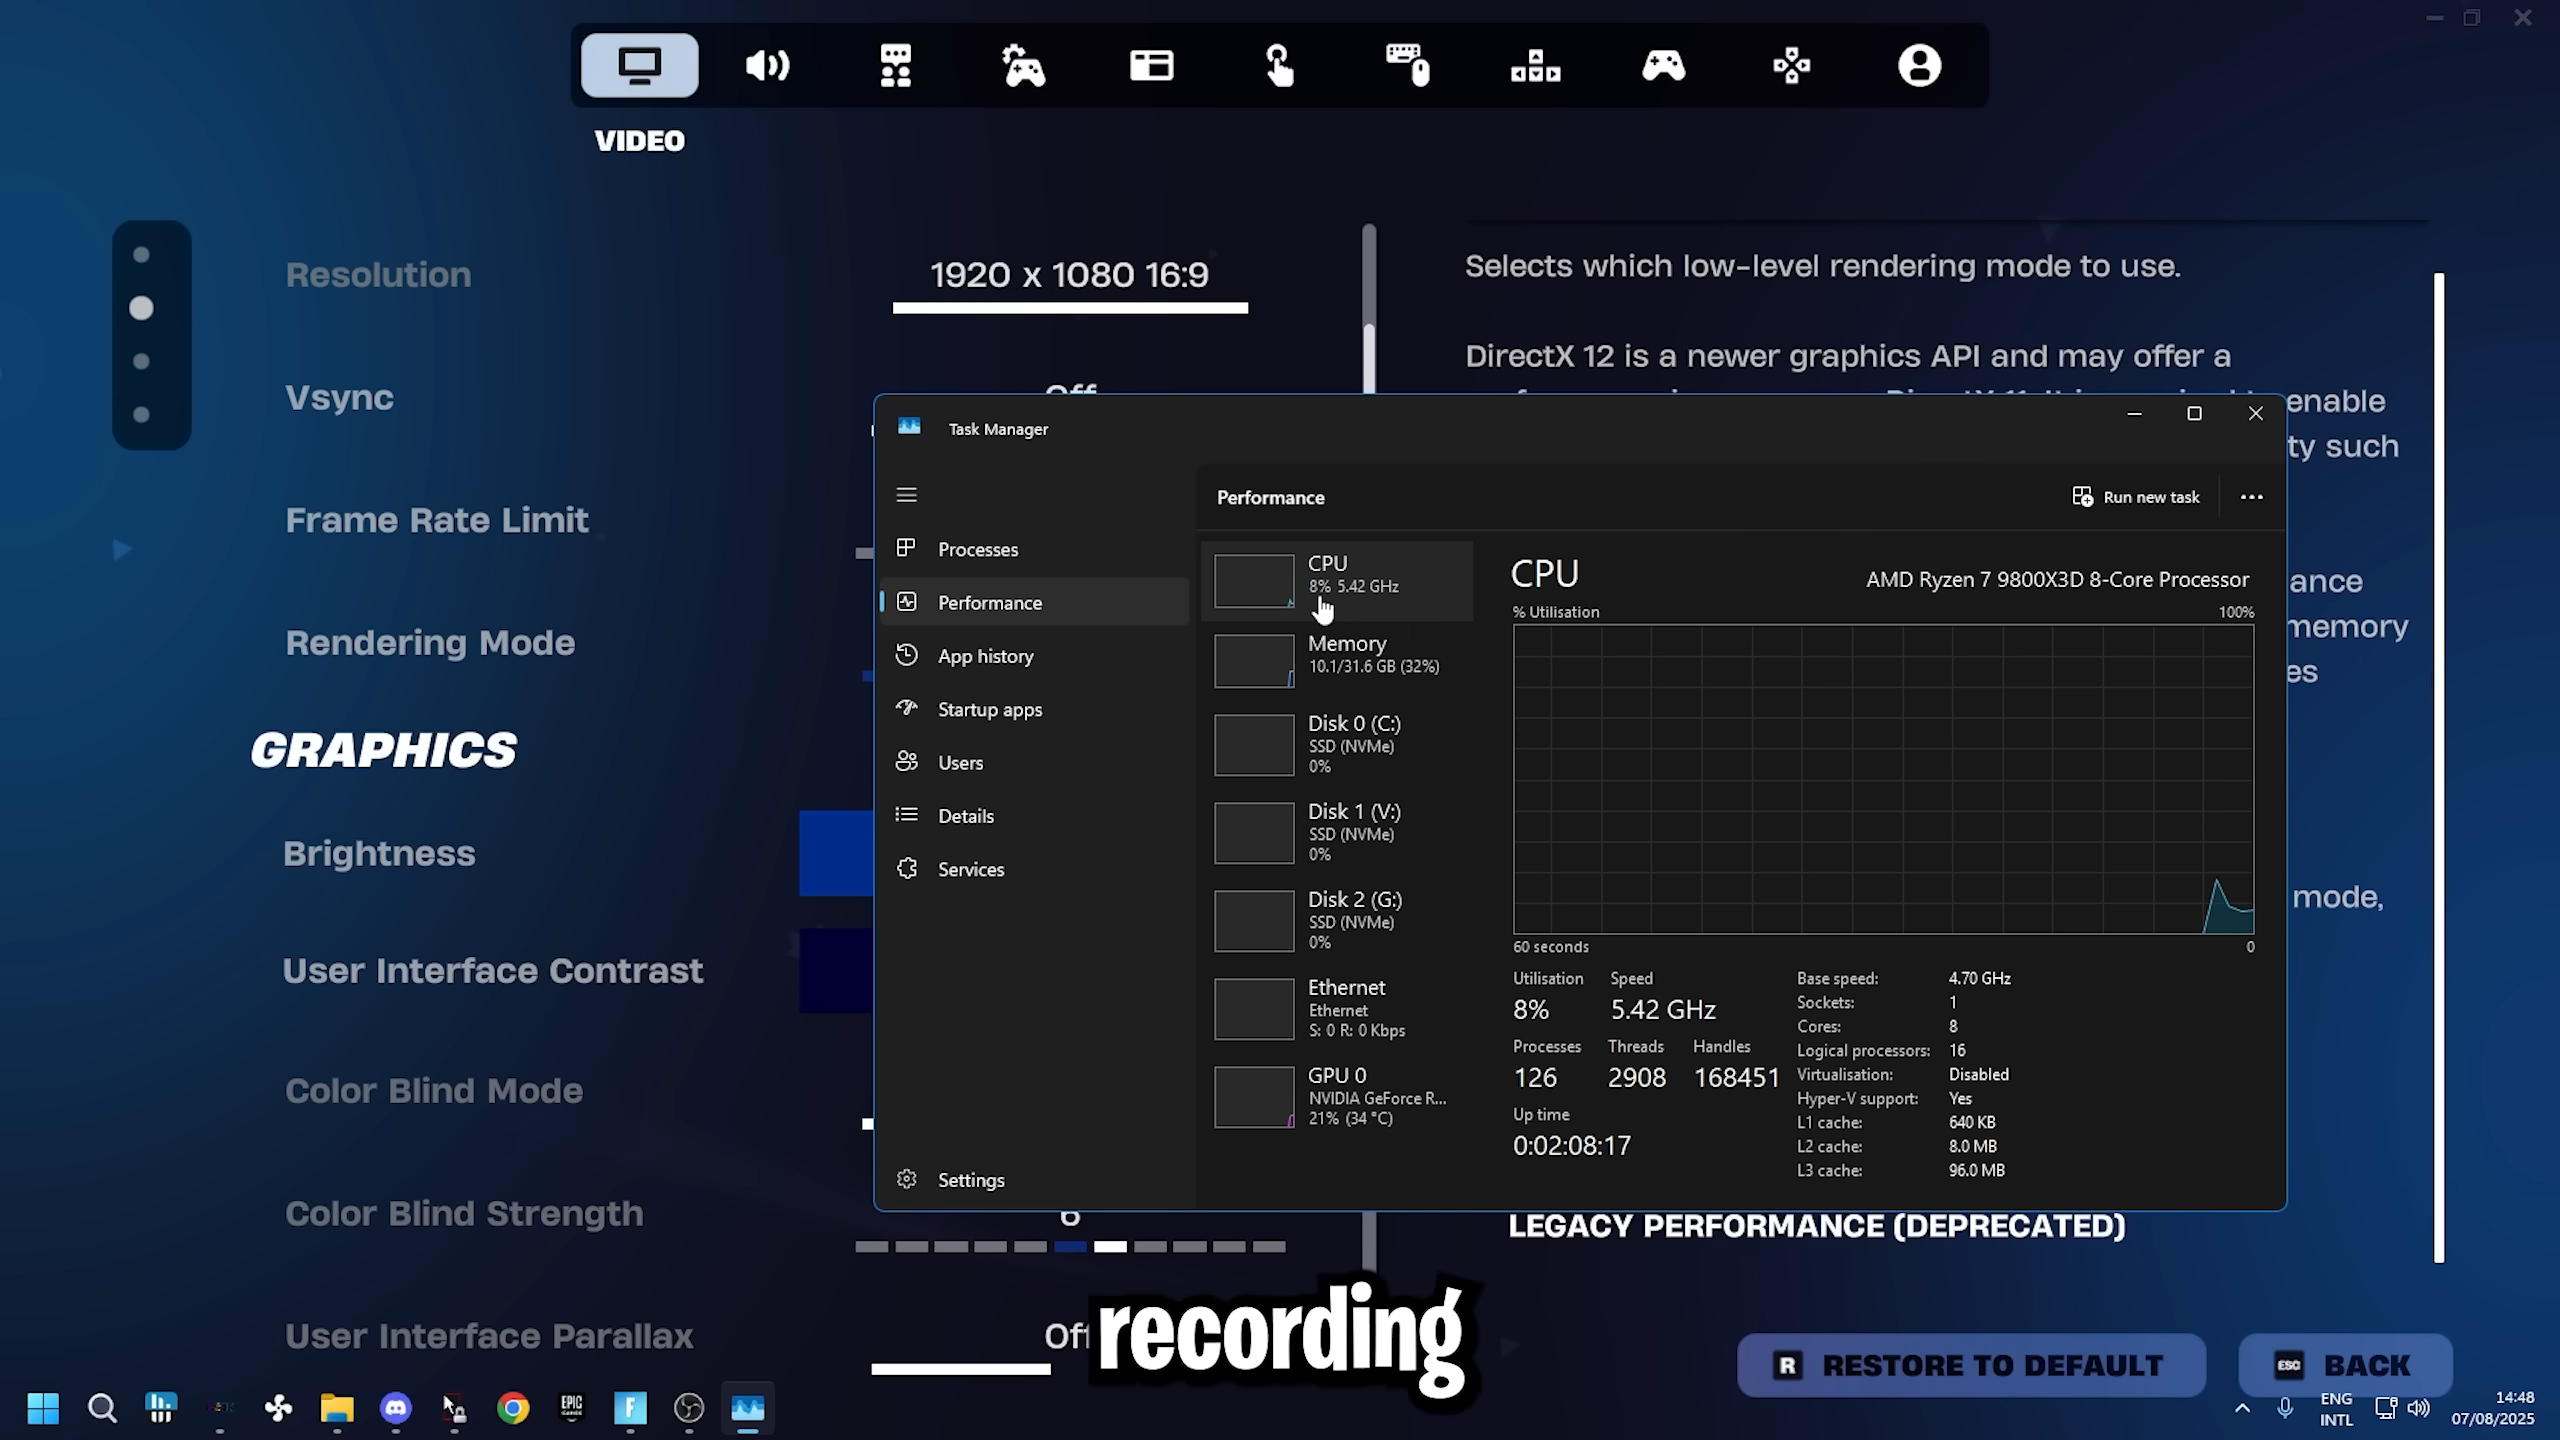 VIDEO
Resolution
1920 x 1080 16:9
Vsync
Off
Frame Rate Limit
Rendering Mode
GRAPHICS
Brightness
User Interface Contrast
Color Blind Mode
Color Blind Strength
6
User Interface Parallax
Off
Selects which low-level rendering mode to use.
DirectX 12 is a newer graphics API and may offer a
enable
ty such
ance
memory
es
mode,
LEGACY PERFORMANCE (DEPRECATED)
Task Manager
Processes
Performance
App history
Startup apps
Users
Details
Services
Settings
Performance
Run new task
CPU
8% 5.42 GHz
Memory
10.1/31.6 GB (32%)
Disk 0 (C:)
SSD (NVMe)
0%
Disk 1 (V:)
SSD (NVMe)
0%
Disk 2 (G:)
SSD (NVMe)
0%
Ethernet
Ethernet
S: 0 R: 0 Kbps
GPU 0
NVIDIA GeForce R...
21% (34 °C)
CPU
AMD Ryzen 7 9800X3D 8-Core Processor
% Utilisation
100%
60 seconds
0
Utilisation Speed
8% 5.42 GHz
Processes Threads Handles
126 2908 168451
Up time
0:02:08:17
Base speed: 4.70 GHz
Sockets: 1
Cores: 8
Logical processors: 16
Virtualisation: Disabled
Hyper-V support: Yes
L1 cache: 640 KB
L2 cache: 8.0 MB
L3 cache: 96.0 MB
recording
R RESTORE TO DEFAULT
ESC BACK
EPIC
GAMES
F
ENG
INTL
14:48
07/08/2025